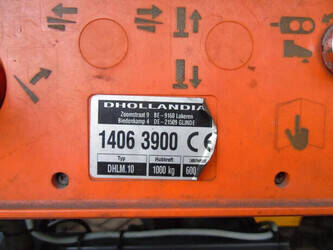 DHOLLANDIA
Zoomstraat 9 BE - 9160 Lokeren
Biedenkamp 4 DE - 21509 GLINDE
1406 3900 CE
Typ Hubkraft
DHLM.10 1000 kg 600